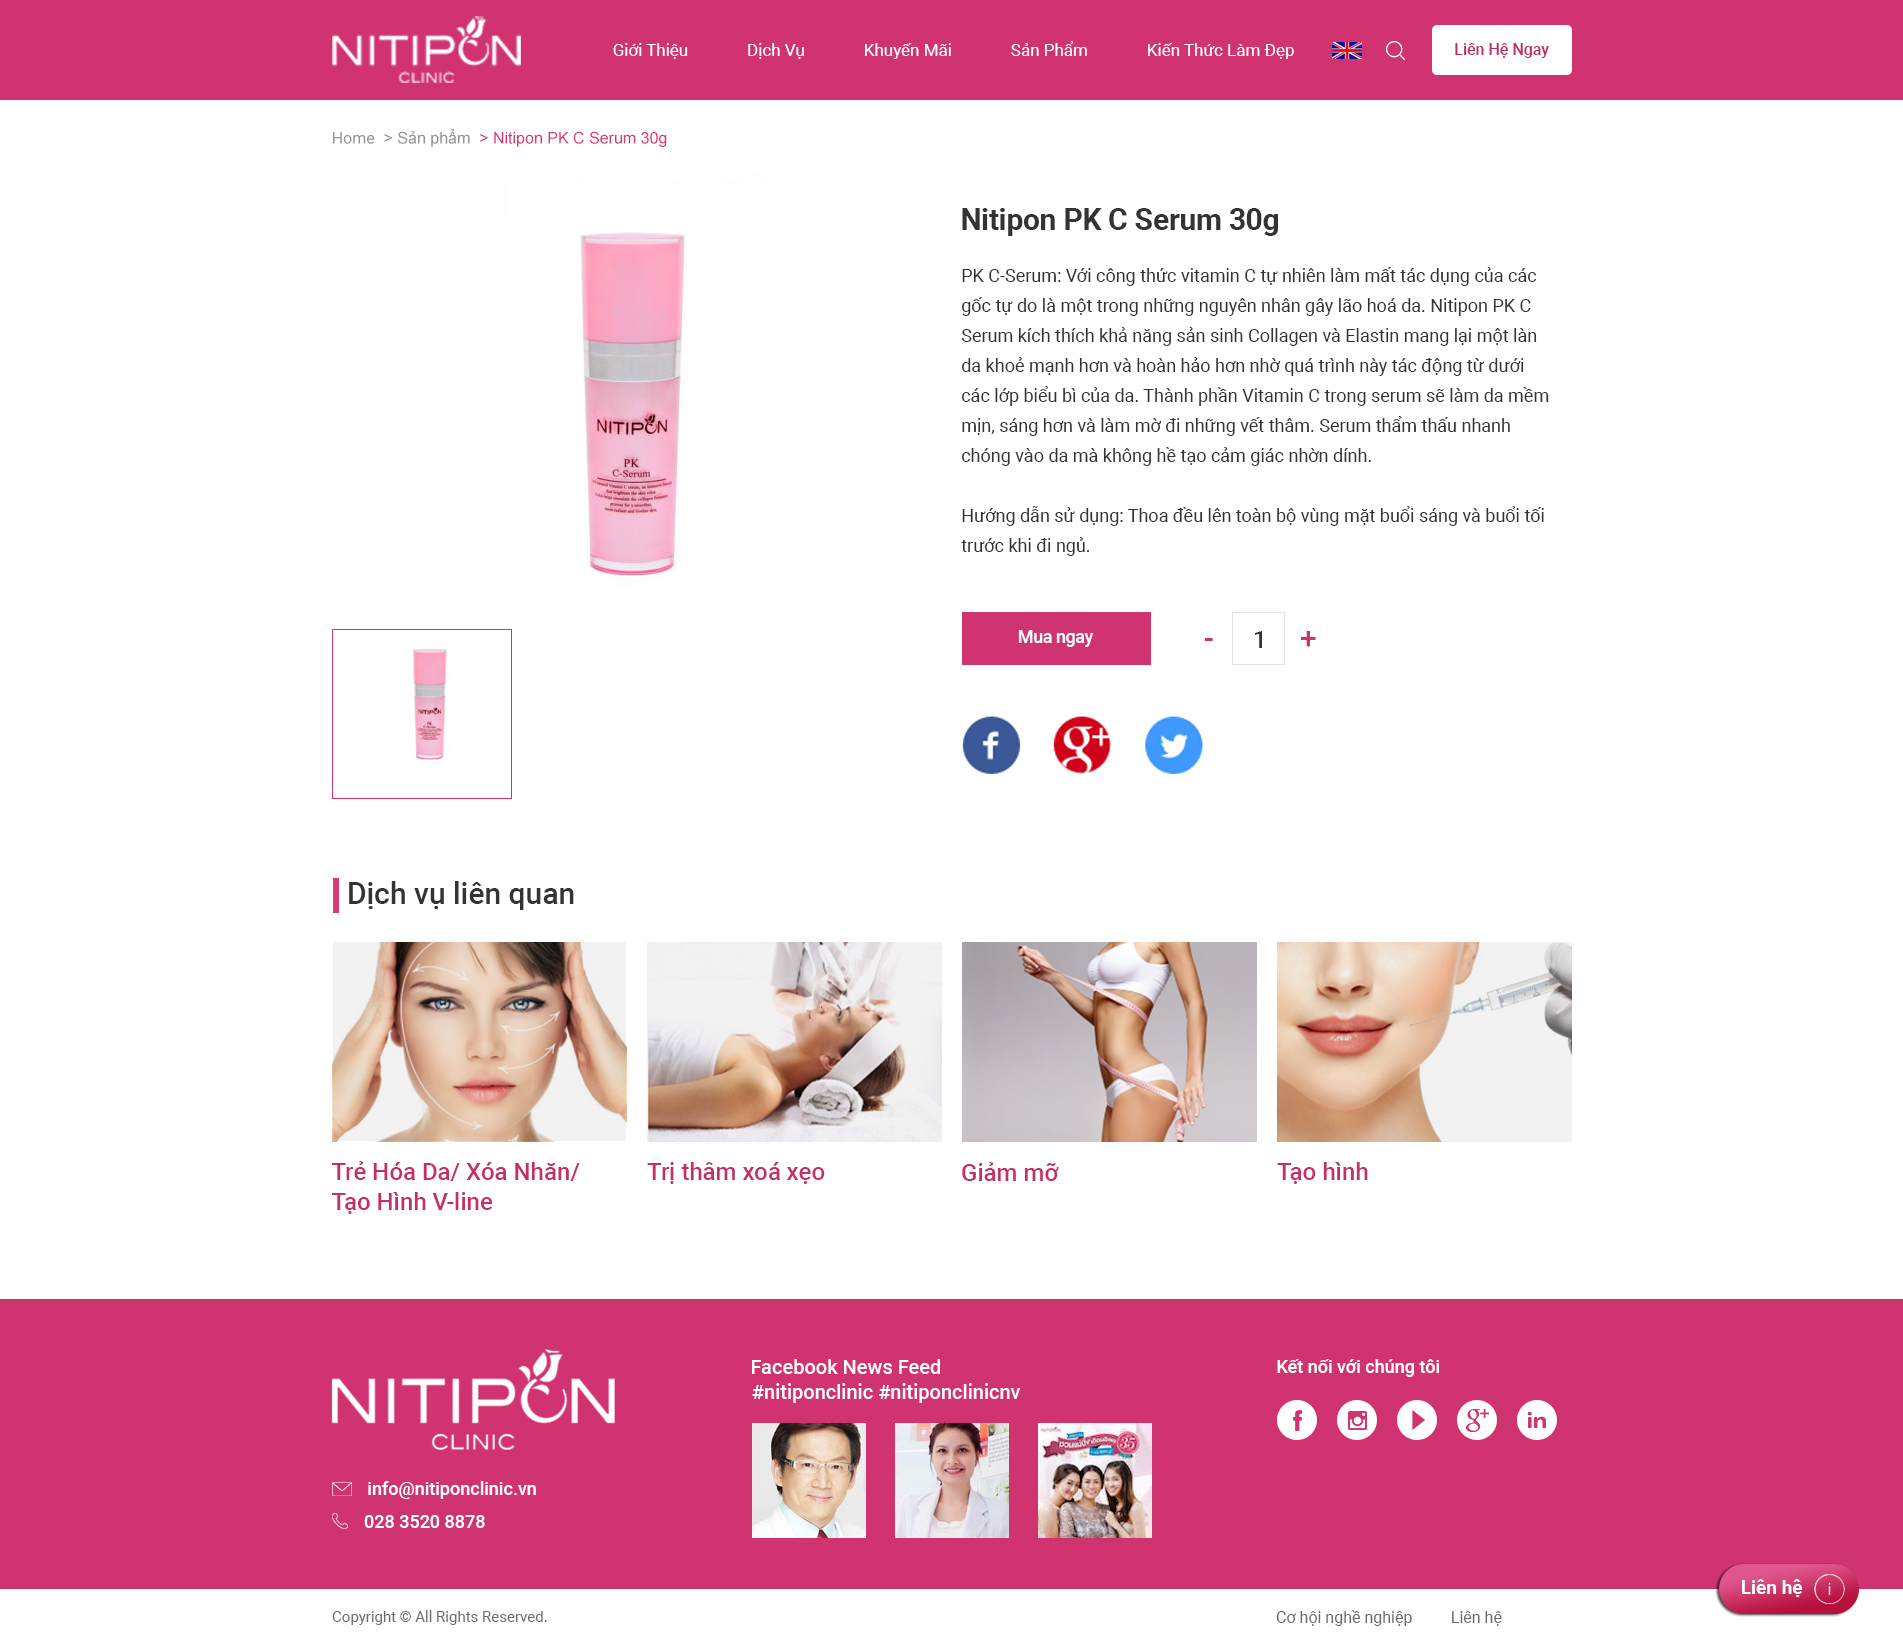 NITIPON
CLINIC
Giới Thiệu
Dịch Vụ
Khuyến Mãi
Sản Phẩm
Kiến Thức Làm Đẹp
Liên Hệ Ngay
Home > Sản phẩm > Nitipon PK C Serum 30g
NITIPON
PK
C-Serum
Nitipon PK C Serum 30g
PK C-Serum: Với công thức vitamin C tự nhiên làm mất tác dụng của các
gốc tự do là một trong những nguyên nhân gây lão hoá da. Nitipon PK C
Serum kích thích khả năng sản sinh Collagen và Elastin mang lại một làn
da khoẻ mạnh hơn và hoàn hảo hơn nhờ quá trình này tác động từ dưới
các lớp biểu bì của da. Thành phần Vitamin C trong serum sẽ làm da mềm
mịn, sáng hơn và làm mờ đi những vết thâm. Serum thẩm thấu nhanh
chóng vào da mà không hề tạo cảm giác nhờn dính.
Hướng dẫn sử dụng: Thoa đều lên toàn bộ vùng mặt buổi sáng và buổi tối
trước khi đi ngủ.
Mua ngay
- 1 +
NITIPON
Dịch vụ liên quan
Trẻ Hóa Da/ Xóa Nhăn/
Tạo Hình V-line
Trị thâm xoá xẹo
Giảm mỡ
Tạo hình
NITIPON
CLINIC
info@nitiponclinic.vn
028 3520 8878
Facebook News Feed
#nitiponclinic #nitiponclinicnv
35
Kết nối với chúng tôi
Liên hệ
Copyright © All Rights Reserved.
Cơ hội nghề nghiệp
Liên hệ